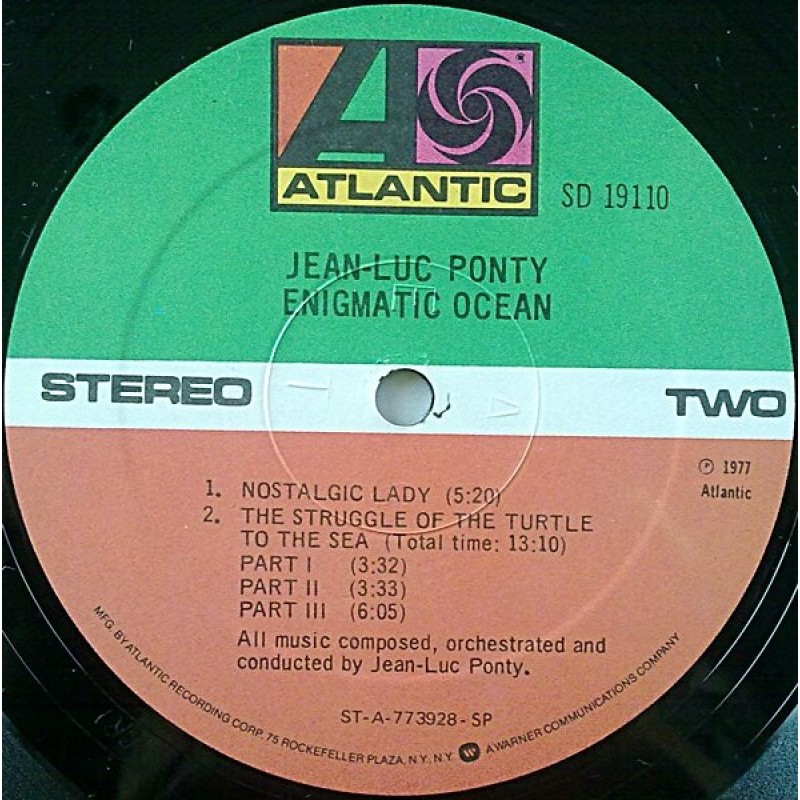 ATLANTIC
SD 19110
JEAN-LUC PONTY
ENIGMATIC OCEAN
STEREO
TWO
℗ 1977
Atlantic
1. NOSTALGIC LADY (5:20)
2. THE STRUGGLE OF THE TURTLE
TO THE SEA (Total time: 13:10)
PART I (3:32)
PART II (3:33)
PART III (6:05)
All music composed, orchestrated and
conducted by Jean-Luc Ponty.
ST-A-773928-SP
MFG. BY ATLANTIC RECORDING CORP. 75 ROCKEFELLER PLAZA, N.Y. N.Y. A WARNER COMMUNICATIONS COMPANY